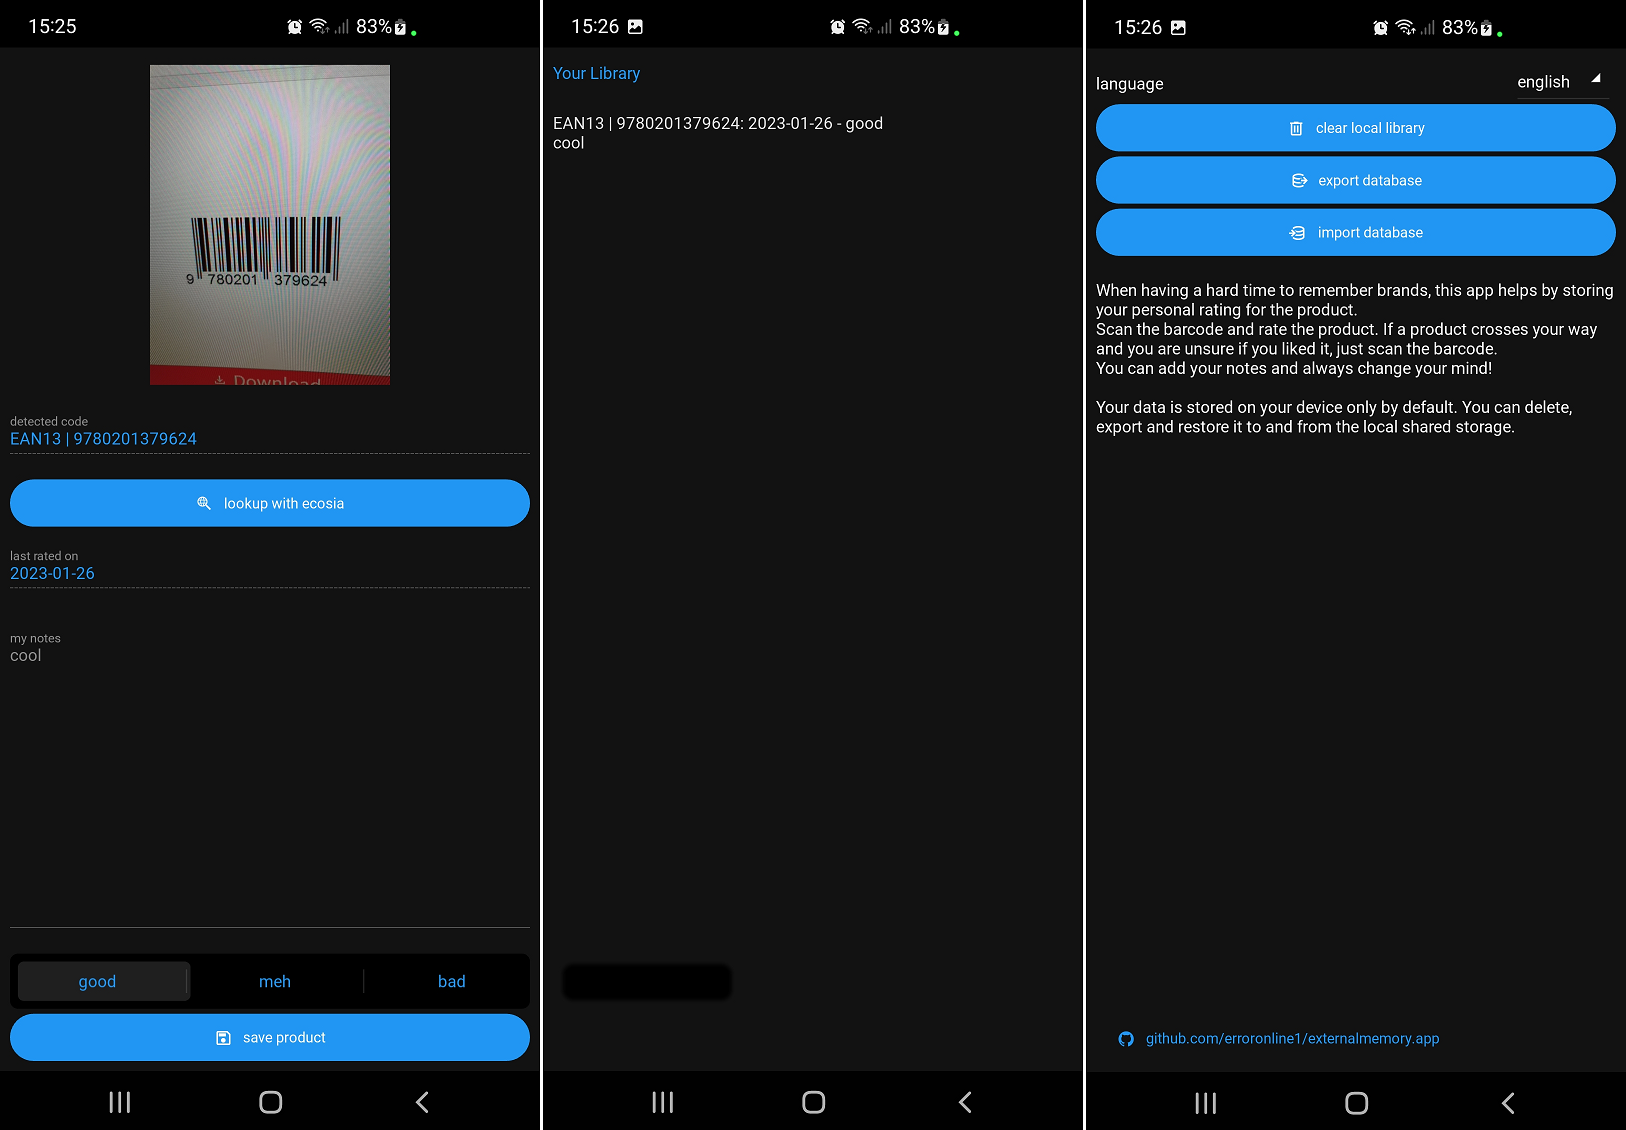 15:25
83%
9 780201 379624
Download
detected code
EAN13 | 9780201379624
lookup with ecosia
last rated on
2023-01-26
my notes
cool
good meh bad
save product
15:26
83%
Your Library
EAN13 | 9780201379624: 2023-01-26 - good
cool
15:26
83%
language
english
clear local library
export database
import database
When having a hard time to remember brands, this app helps by storing
your personal rating for the product.
Scan the barcode and rate the product. If a product crosses your way
and you are unsure if you liked it, just scan the barcode.
You can add your notes and always change your mind!
Your data is stored on your device only by default. You can delete,
export and restore it to and from the local shared storage.
github.com/erroronline1/externalmemory.app